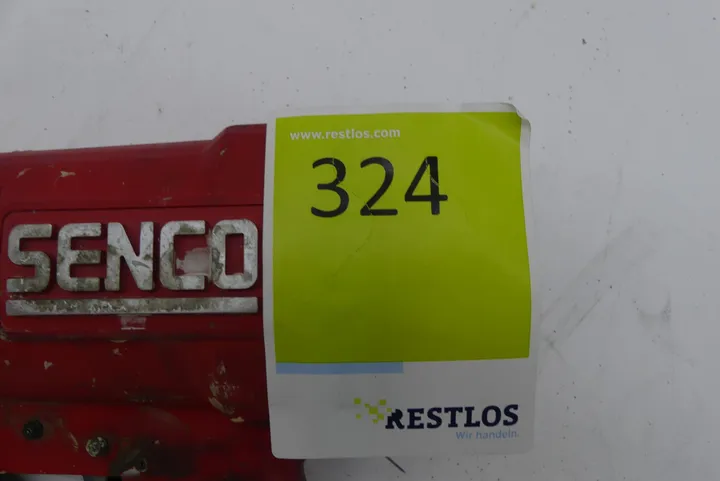 www.restlos.com
324
SENCO
RESTLOS
Wir handeln.